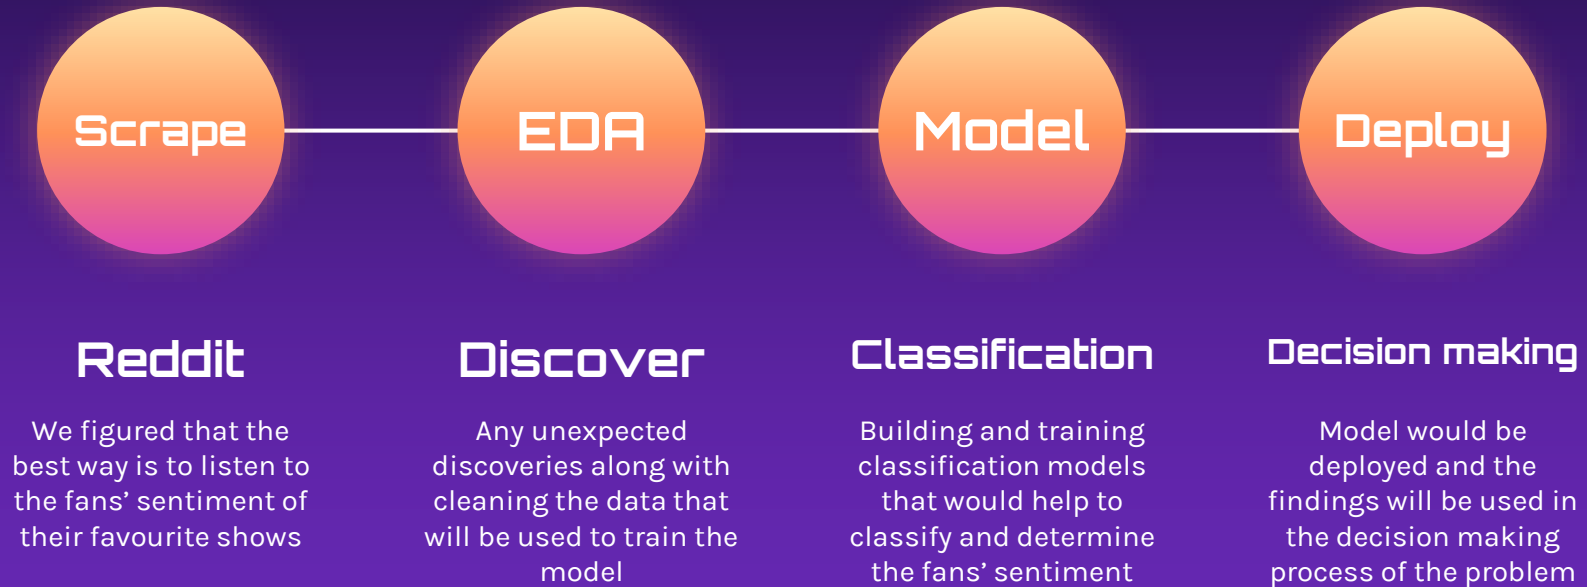 Scrape
EDA
Model
Deploy
Reddit
We figured that the
best way is to listen to
the fans’ sentiment of
their favourite shows
Discover
Any unexpected
discoveries along with
cleaning the data that
will be used to train the
model
Classification
Building and training
classification models
that would help to
classify and determine
the fans’ sentiment
Decision making
Model would be
deployed and the
findings will be used in
the decision making
process of the problem